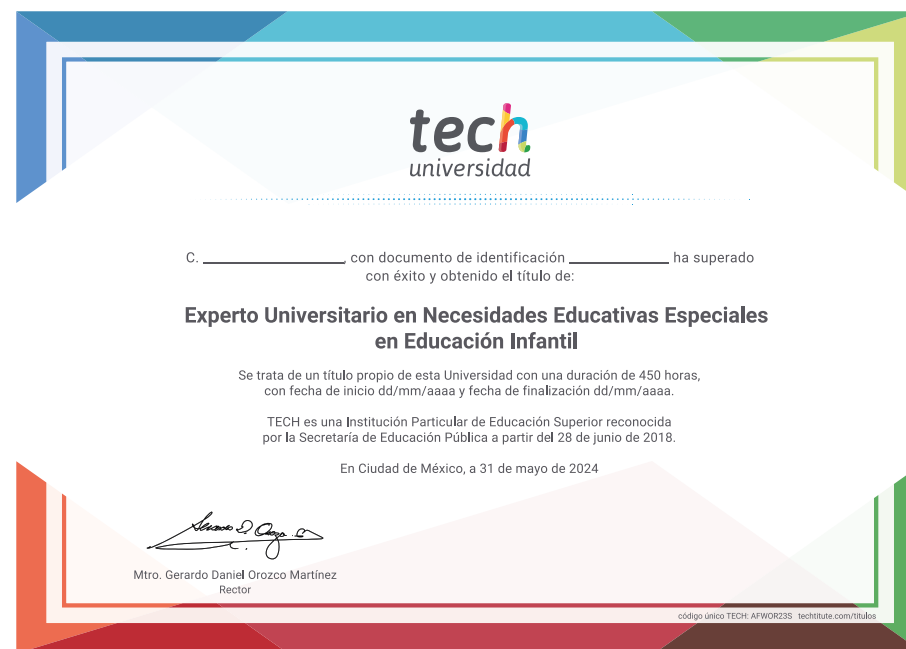 tech
universidad
C. , con documento de identificación ha superado
con éxito y obtenido el título de:
Experto Universitario en Necesidades Educativas Especiales
en Educación Infantil
Se trata de un título propio de esta Universidad con una duración de 450 horas,
con fecha de inicio dd/mm/aaaa y fecha de finalización dd/mm/aaaa.
TECH es una Institución Particular de Educación Superior reconocida
por la Secretaría de Educación Pública a partir del 28 de junio de 2018.
En Ciudad de México, a 31 de mayo de 2024
Mtro. Gerardo Daniel Orozco Martínez
Rector
código único TECH: AFWOR23S techtitute.com/titulos